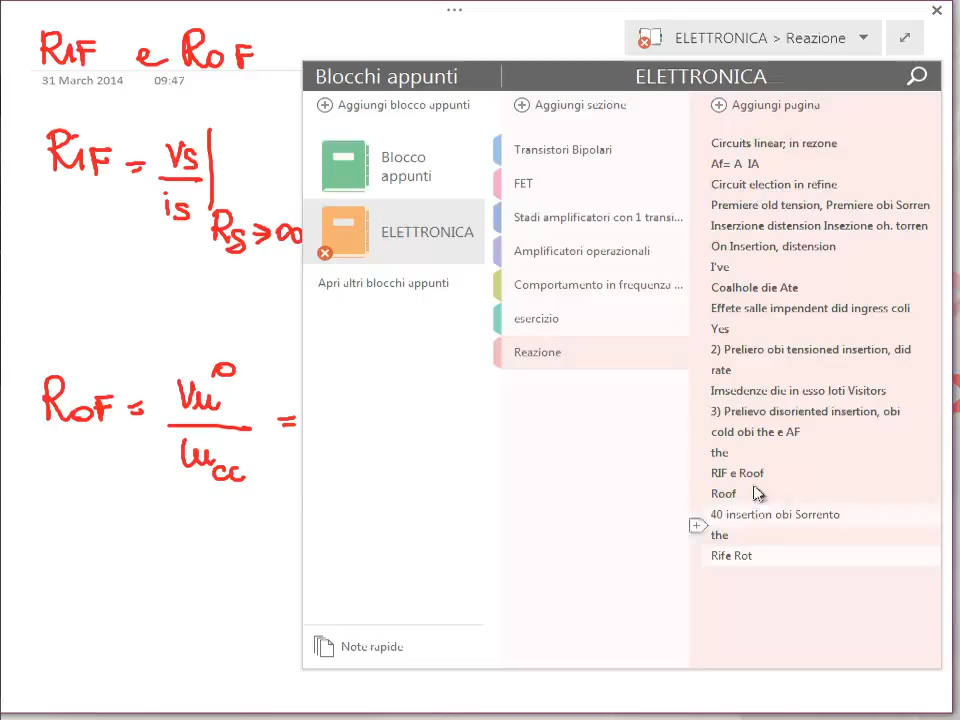 RIF e ROF
31 March 2014 09:47
RIF = vs
is
Rs→∞
ROF = vu° =
iucc
ELETTRONICA > Reazione
Blocchi appunti
ELETTRONICA
Aggiungi blocco appunti
Aggiungi sezione
Aggiungi pagina
Blocco
appunti
ELETTRONICA
Apri altri blocchi appunti
Note rapide
Transistori Bipolari
FET
Stadi amplificatori con 1 transi...
Amplificatori operazionali
Comportamento in frequenza ...
esercizio
Reazione
Circuits linear; in rezone
Af= A IA
Circuit election in refine
Premiere old tension, Premiere obi Sorren
Inserzione distension Insezione oh. torren
On Insertion, distension
I've
Coalhole die Ate
Effete salle impendent did ingress coli
Yes
2) Preliero obi tensioned insertion, did
rate
Imsedenze die in esso loti Visitors
3) Prelievo disoriented insertion, obi
cold obi the e AF
the
RIF e Roof
Roof
40 insertion obi Sorrento
the
Rife Rot